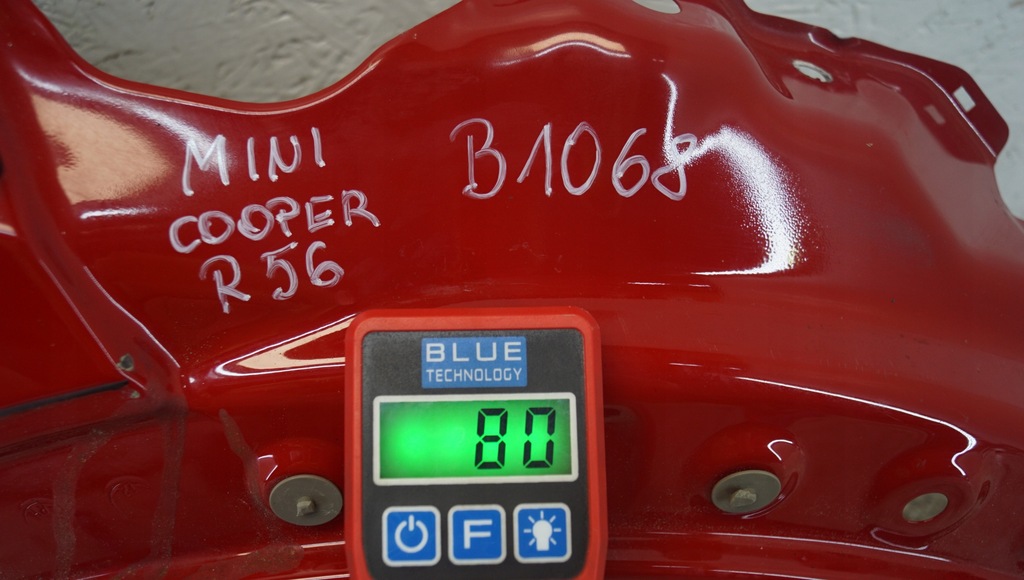 MINI
COOPER
R56
B1068
BLUE
TECHNOLOGY
80
F